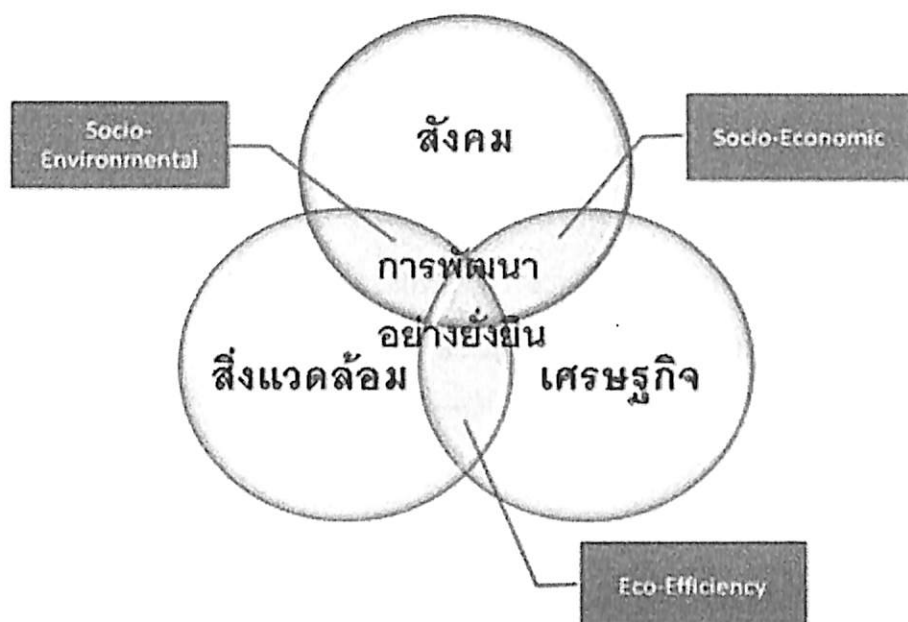 สังคม
Socio-
Environmental
Socio-Economic
การพัฒนา
อย่างยั่งยืน
สิ่งแวดล้อม
เศรษฐกิจ
Eco-Efficiency